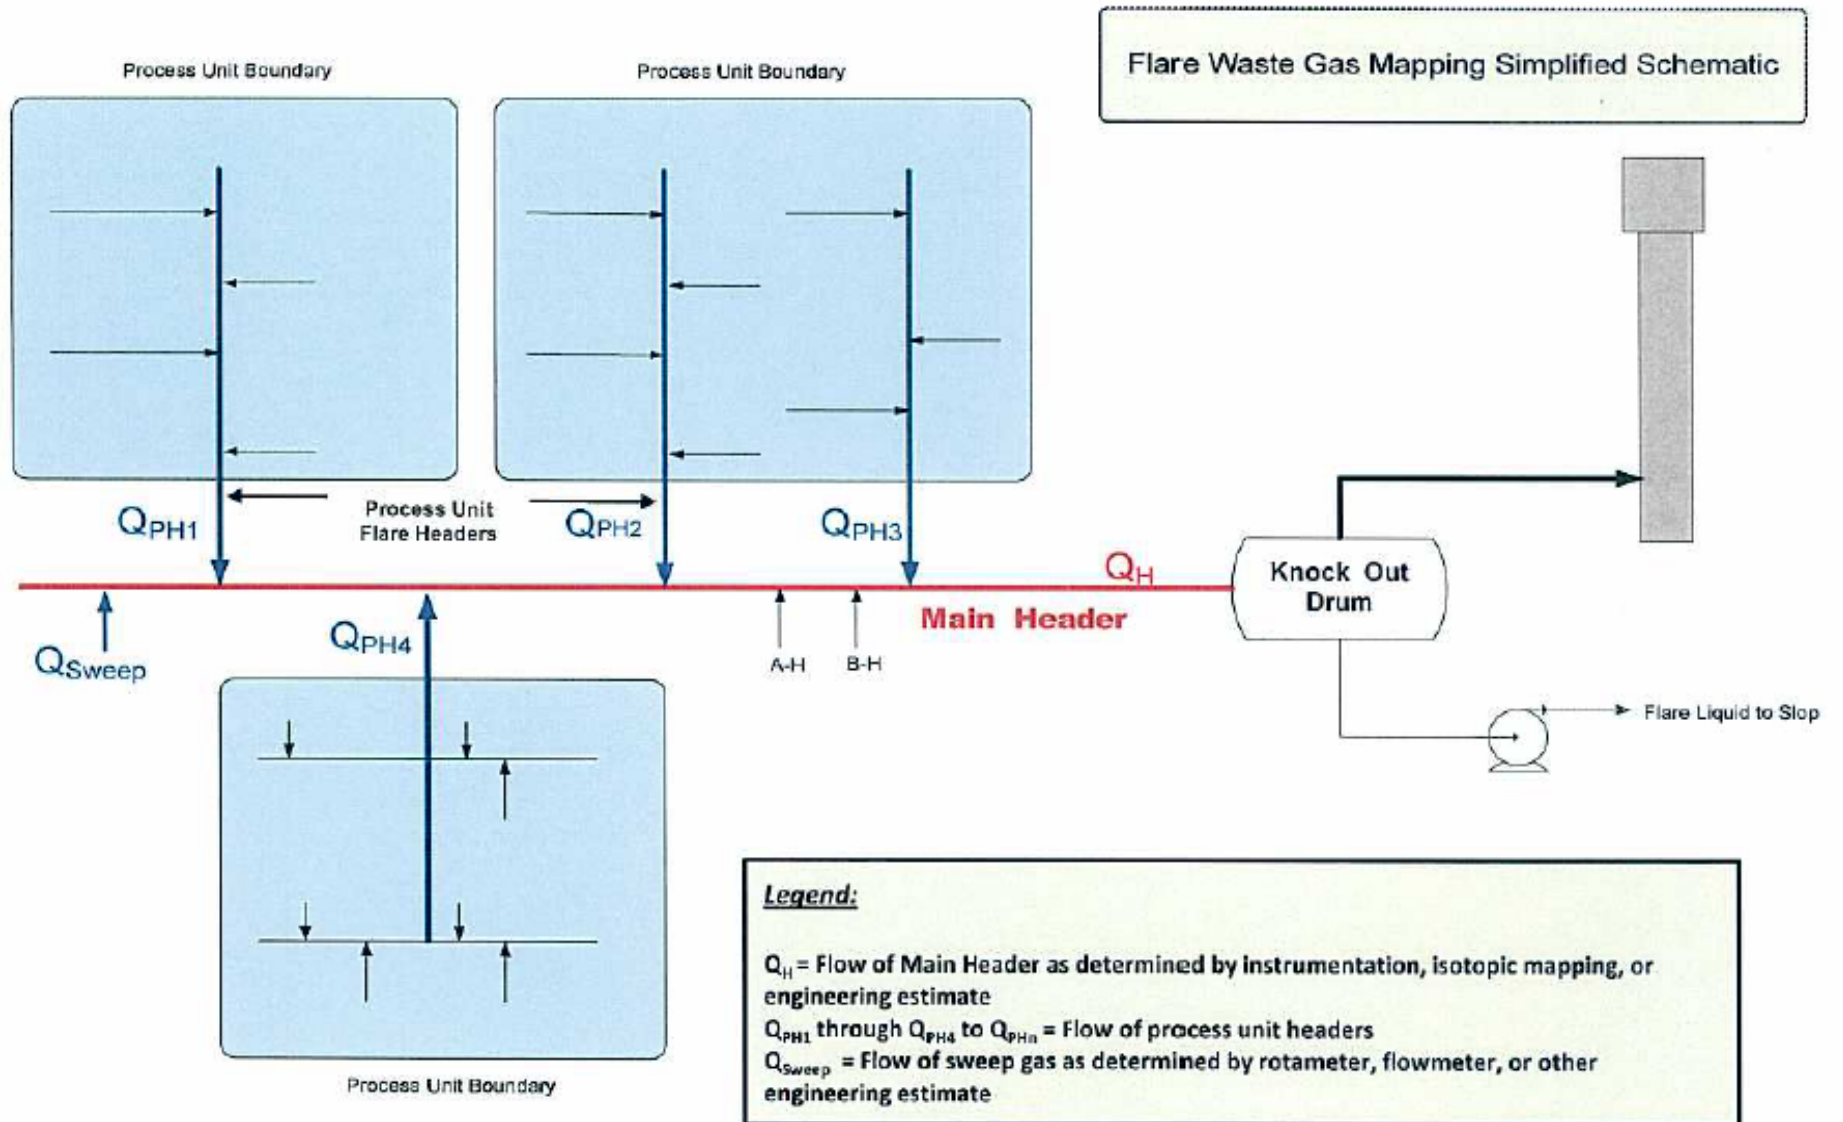 Flare Waste Gas Mapping Simplified Schematic
Process Unit Boundary
Process Unit Boundary
Process Unit
Flare Headers
QPH1
QPH2
QPH3
QH
Knock Out
Drum
Main Header
QSweep
QPH4
A-H
B-H
Flare Liquid to Slop
Process Unit Boundary
Legend:
QH = Flow of Main Header as determined by instrumentation, isotopic mapping, or
engineering estimate
QPH1 through QPH4 to QPHn = Flow of process unit headers
QSweep = Flow of sweep gas as determined by rotameter, flowmeter, or other
engineering estimate